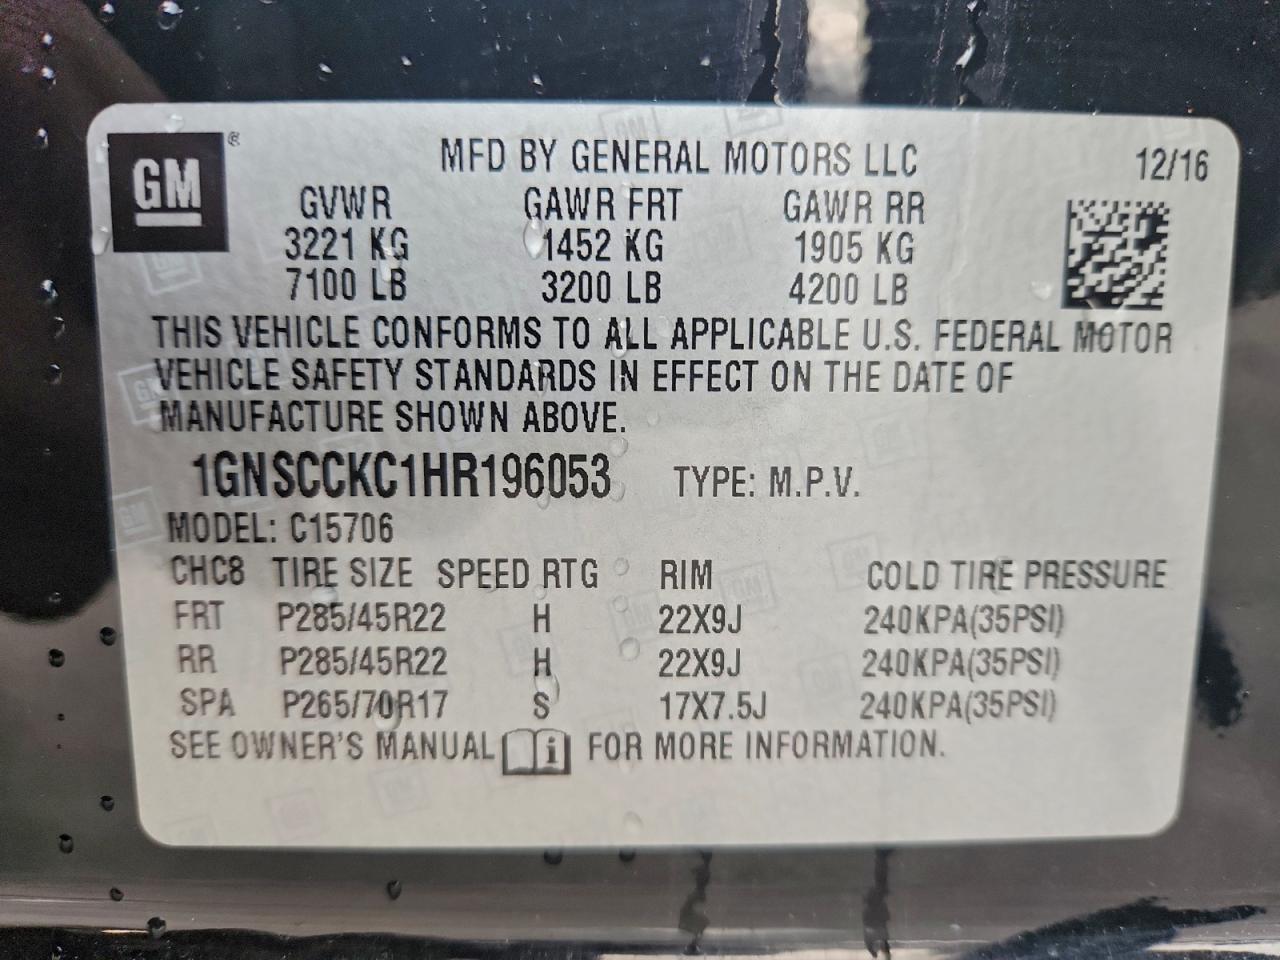 GM®
MFD BY GENERAL MOTORS LLC 12/16
GVWR GAWR FRT GAWR RR
3221 KG 1452 KG 1905 KG
7100 LB 3200 LB 4200 LB
THIS VEHICLE CONFORMS TO ALL APPLICABLE U.S. FEDERAL MOTOR
VEHICLE SAFETY STANDARDS IN EFFECT ON THE DATE OF
MANUFACTURE SHOWN ABOVE.
1GNSCCKC1HR196053 TYPE: M.P.V.
MODEL: C15706
CHC8 TIRE SIZE SPEED RTG RIM COLD TIRE PRESSURE
FRT P285/45R22 H 22X9J 240KPA(35PSI)
RR P285/45R22 H 22X9J 240KPA(35PSI)
SPA P265/70R17 S 17X7.5J 240KPA(35PSI)
SEE OWNER'S MANUAL i FOR MORE INFORMATION.